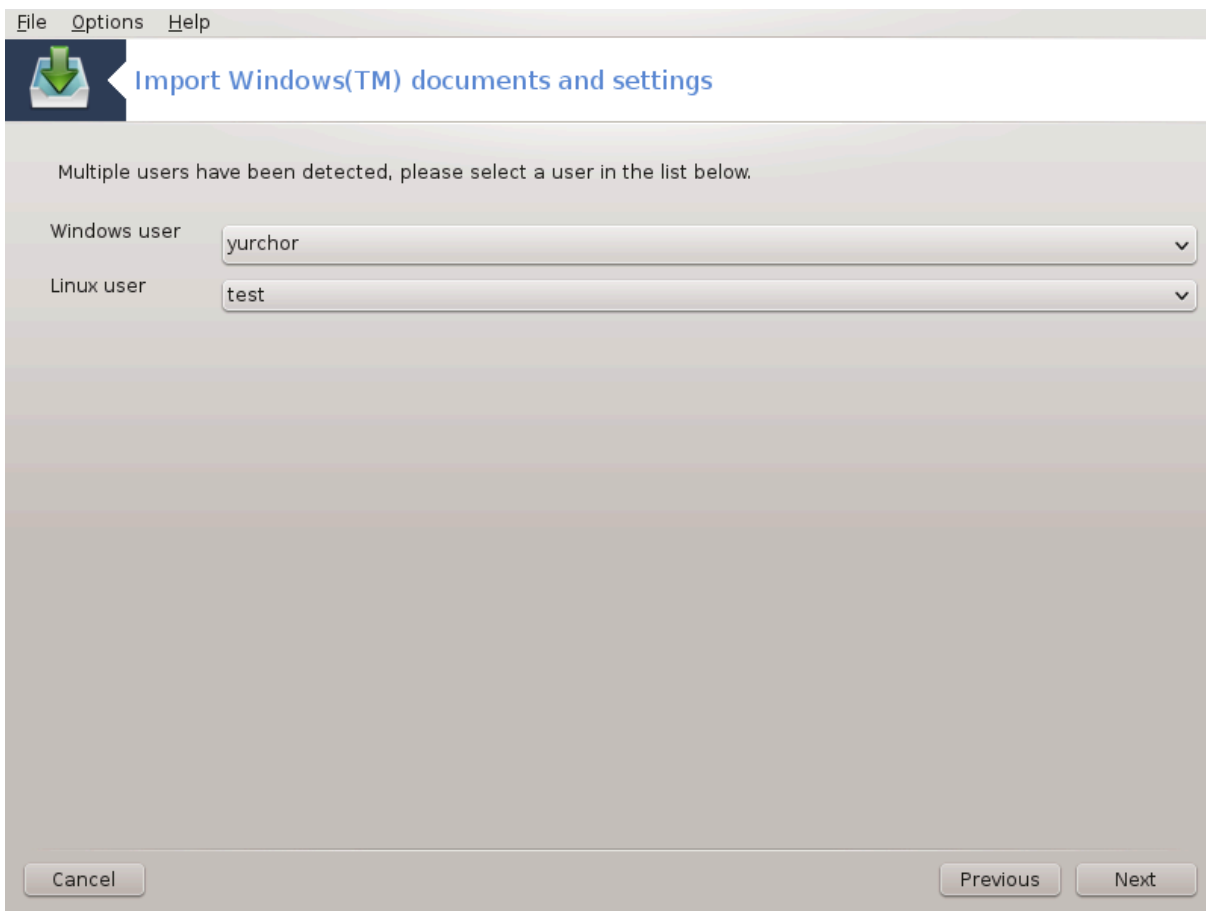 File Options Help
Import Windows(TM) documents and settings
Multiple users have been detected, please select a user in the list below.
Windows user
yurchor
Linux user
test
Cancel Previous Next